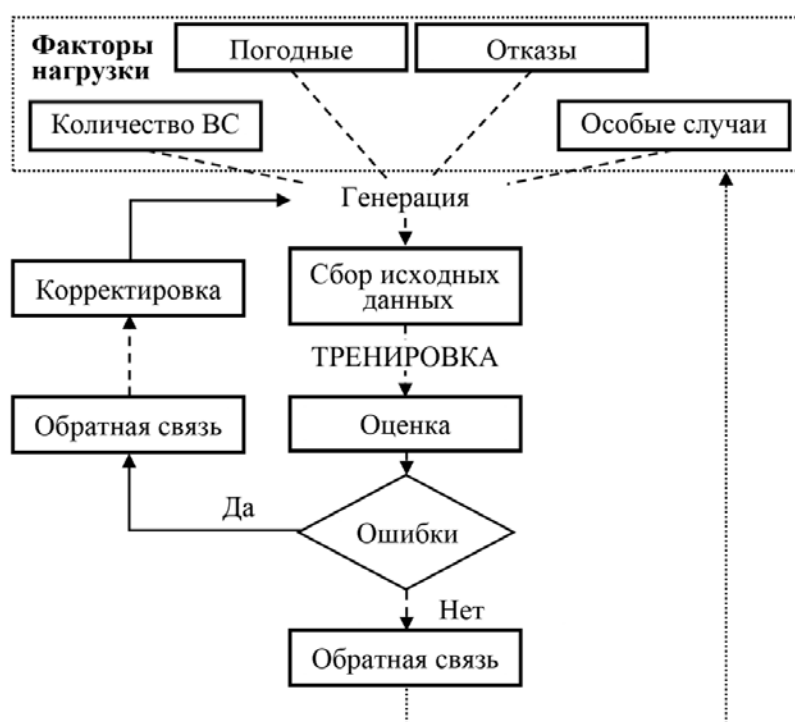 Факторы
нагрузки
Погодные
Отказы
Количество ВС
Особые случаи
Генерация
Корректировка
Сбор исходных
данных
ТРЕНИРОВКА
Обратная связь
Оценка
Да
Ошибки
Нет
Обратная связь